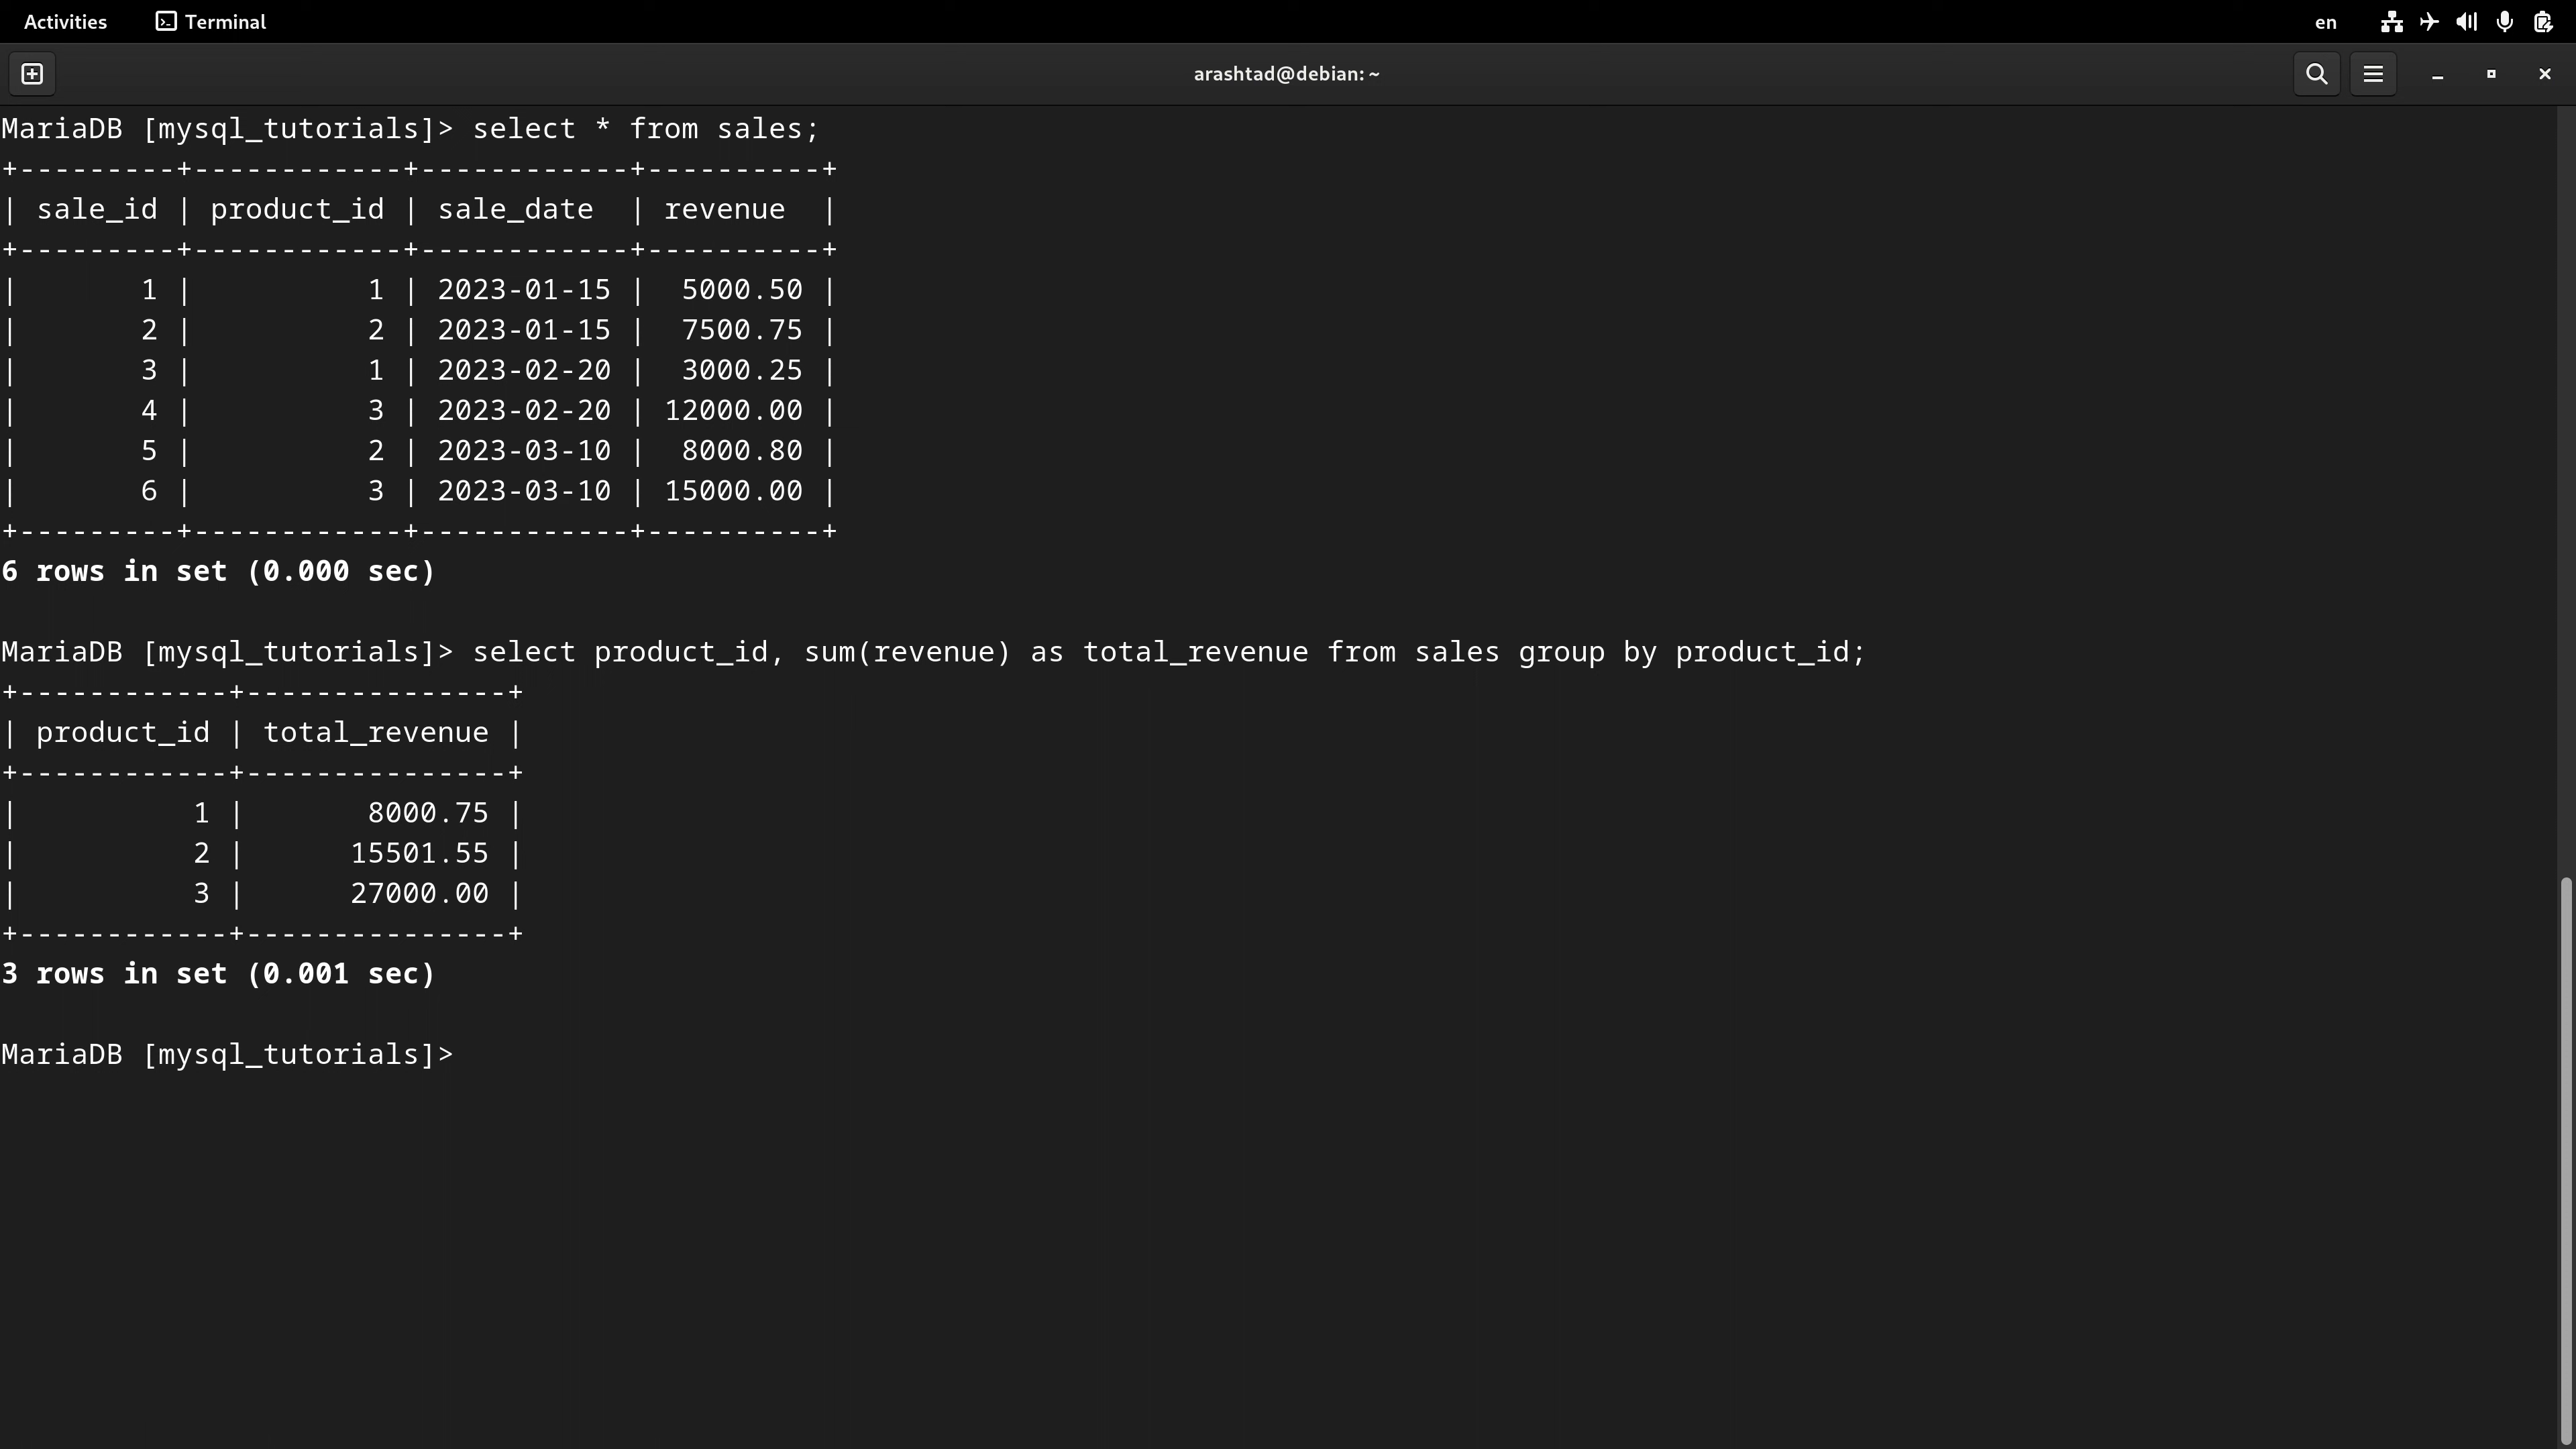 Activities Terminal en
arashtad@debian: ~
MariaDB [mysql_tutorials]> select * from sales;
+---------+------------+------------+----------+
| sale_id | product_id | sale_date  | revenue  |
+---------+------------+------------+----------+
|       1 |          1 | 2023-01-15 |  5000.50 |
|       2 |          2 | 2023-01-15 |  7500.75 |
|       3 |          1 | 2023-02-20 |  3000.25 |
|       4 |          3 | 2023-02-20 | 12000.00 |
|       5 |          2 | 2023-03-10 |  8000.80 |
|       6 |          3 | 2023-03-10 | 15000.00 |
+---------+------------+------------+----------+
6 rows in set (0.000 sec)
MariaDB [mysql_tutorials]> select product_id, sum(revenue) as total_revenue from sales group by product_id;
+------------+---------------+
| product_id | total_revenue |
+------------+---------------+
|          1 |       8000.75 |
|          2 |      15501.55 |
|          3 |      27000.00 |
+------------+---------------+
3 rows in set (0.001 sec)
MariaDB [mysql_tutorials]>